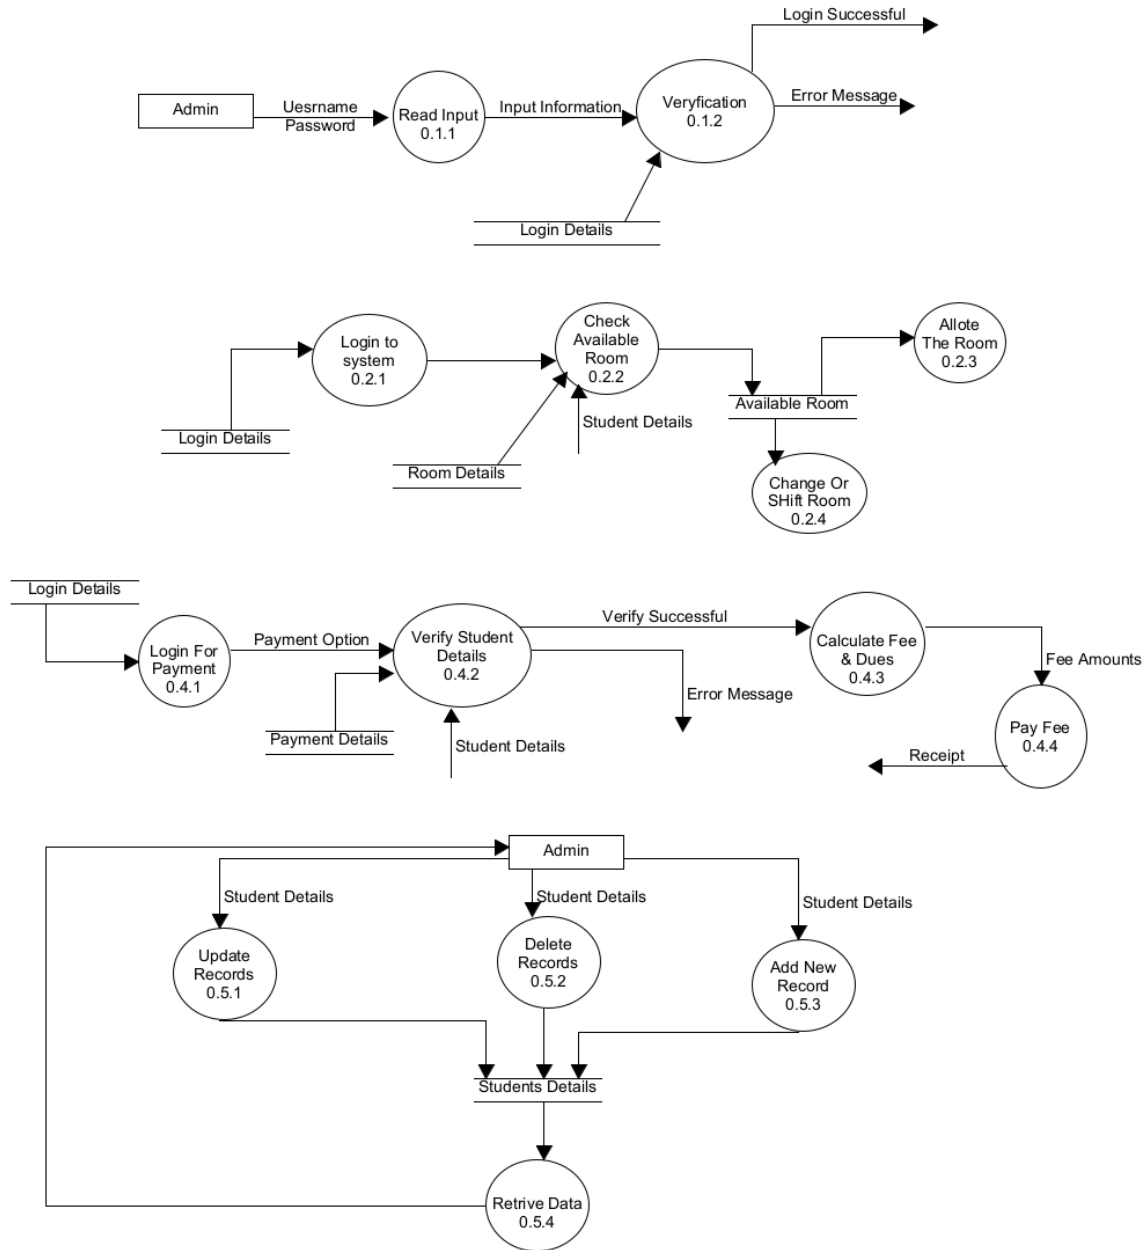 Login Successful
Admin
Uesrname
Password
Read Input
0.1.1
Input Information
Veryfication
0.1.2
Error Message
Login Details
Login to
system
0.2.1
Check
Available
Room
0.2.2
Allote
The Room
0.2.3
Login Details
Room Details
Student Details
Available Room
Change Or
SHift Room
0.2.4
Login Details
Login For
Payment
0.4.1
Payment Option
Verify Student
Details
0.4.2
Verify Successful
Calculate Fee
& Dues
0.4.3
Fee Amounts
Error Message
Payment Details
Student Details
Pay Fee
0.4.4
Receipt
Admin
Student Details
Student Details
Student Details
Update
Records
0.5.1
Delete
Records
0.5.2
Add New
Record
0.5.3
Students Details
Retrive Data
0.5.4